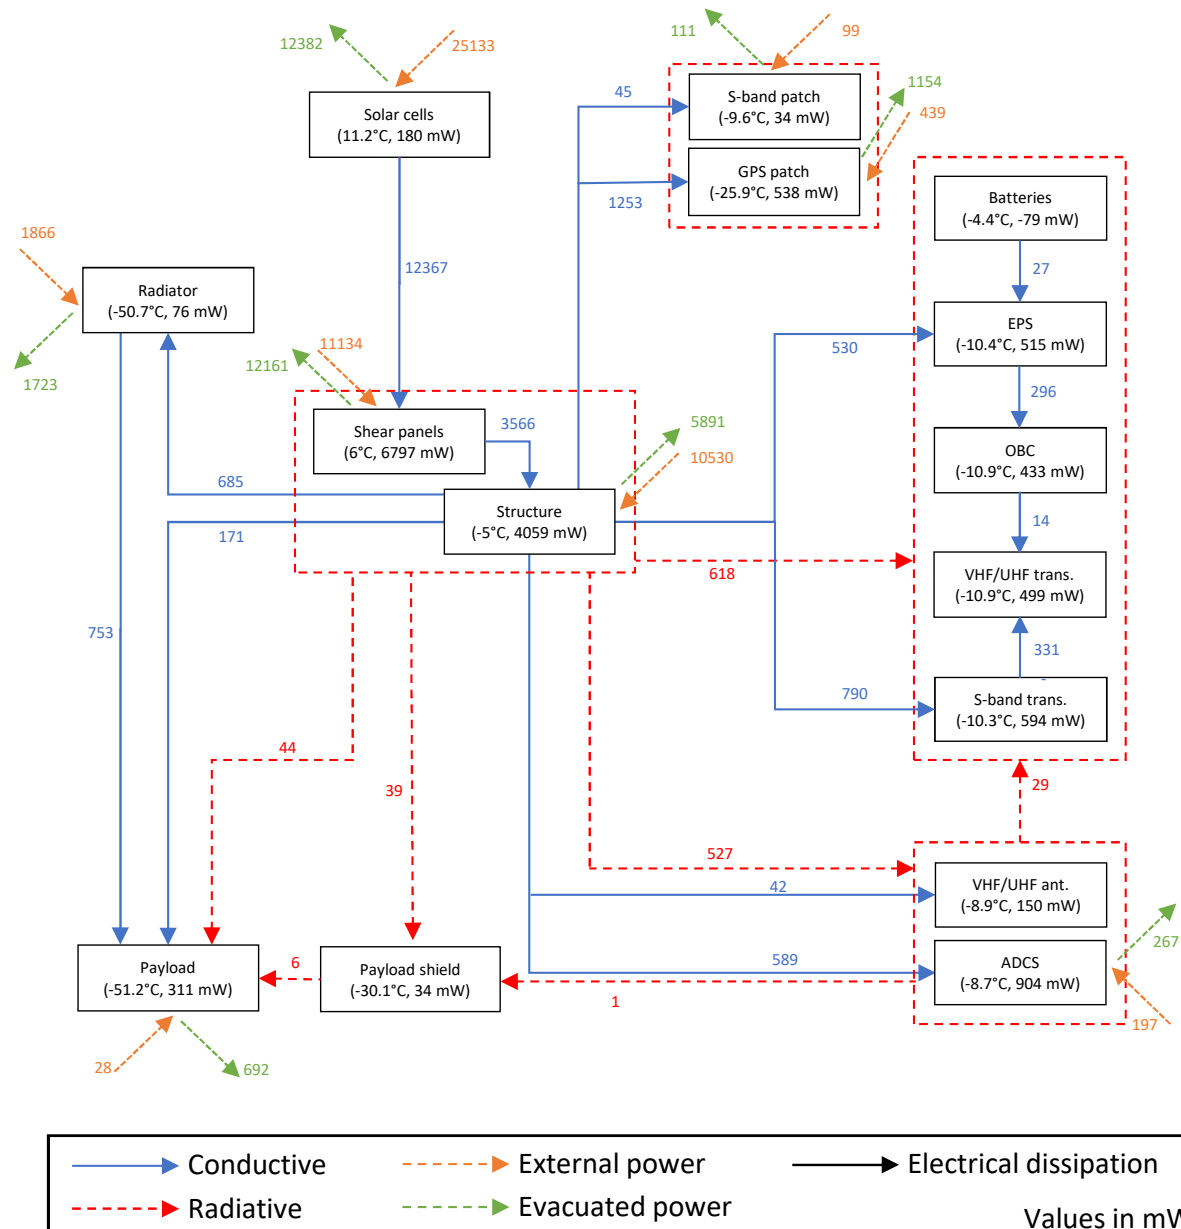 12382
25133
111
99
Solar cells
(11.2°C, 180 mW)
45
S-band patch
(-9.6°C, 34 mW)
1154
439
GPS patch
(-25.9°C, 538 mW)
1253
Batteries
(-4.4°C, -79 mW)
1866
12367
27
Radiator
(-50.7°C, 76 mW)
EPS
(-10.4°C, 515 mW)
530
11134
12161
1723
296
Shear panels
(6°C, 6797 mW)
3566
5891
10530
OBC
(-10.9°C, 433 mW)
685
Structure
(-5°C, 4059 mW)
171
14
618
VHF/UHF trans.
(-10.9°C, 499 mW)
753
331
790
S-band trans.
(-10.3°C, 594 mW)
44
39
29
527
42
VHF/UHF ant.
(-8.9°C, 150 mW)
267
Payload
(-51.2°C, 311 mW)
6
Payload shield
(-30.1°C, 34 mW)
589
ADCS
(-8.7°C, 904 mW)
1
197
28
692
Conductive
External power
Electrical dissipation
Radiative
Evacuated power
Values in mW